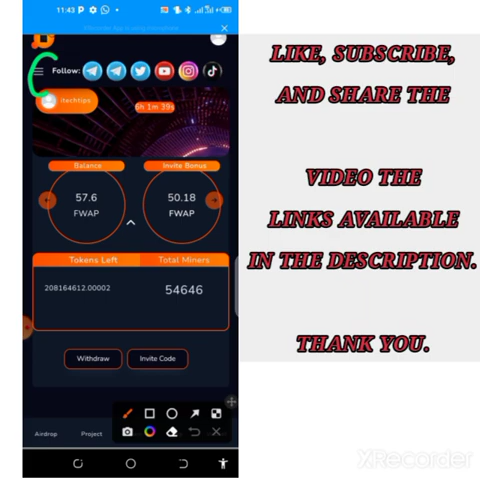 11:43
Follow:
itechtips
6h 1m 39s
Balance
Invite Bonus
57.6
FWAP
50.18
FWAP
Tokens Left
Total Miners
208164612.00002
54646
Withdraw
Invite Code
Airdrop
Project
LIKE, SUBSCRIBE,
AND SHARE THE
VIDEO THE
LINKS AVAILABLE
IN THE DESCRIPTION.
THANK YOU.
XRecorder